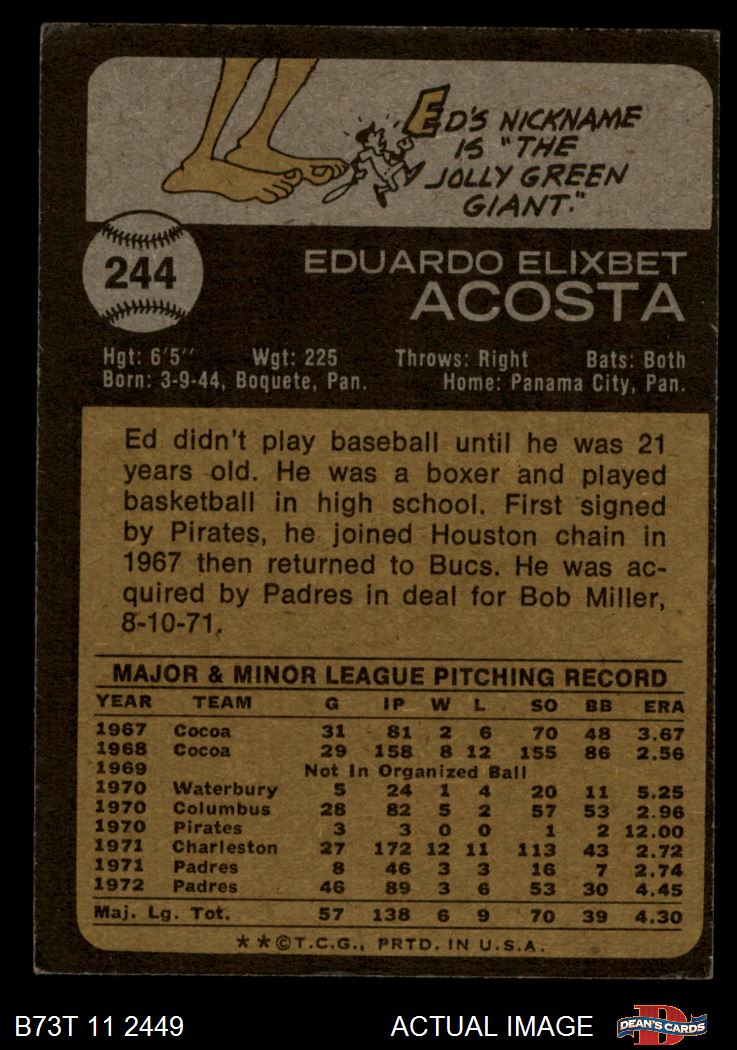 ED'S NICKNAME
IS "THE
JOLLY GREEN
GIANT."
244
EDUARDO ELIXBET
ACOSTA
Hgt: 6'5" Wgt: 225 Throws: Right Bats: Both
Born: 3-9-44, Boquete, Pan. Home: Panama City, Pan.
Ed didn't play baseball until he was 21
years old. He was a boxer and played
basketball in high school. First signed
by Pirates, he joined Houston chain in
1967 then returned to Bucs. He was ac-
quired by Padres in deal for Bob Miller,
8-10-71.
MAJOR & MINOR LEAGUE PITCHING RECORD
YEAR TEAM G IP W L SO BB ERA
1967 Cocoa 31 81 2 6 70 48 3.67
1968 Cocoa 29 158 8 12 155 86 2.56
1969 Not In Organized Ball
1970 Waterbury 5 24 1 4 20 11 5.25
1970 Columbus 28 82 5 2 57 53 2.96
1970 Pirates 3 3 0 0 1 2 12.00
1971 Charleston 27 172 12 11 113 43 2.72
1971 Padres 8 46 3 3 16 7 2.74
1972 Padres 46 89 3 6 53 30 4.45
Maj. Lg. Tot. 57 138 6 9 70 39 4.30
**©T.C.G., PRTD. IN U.S.A.
B73T 11 2449 ACTUAL IMAGE D DEAN'S CARDS